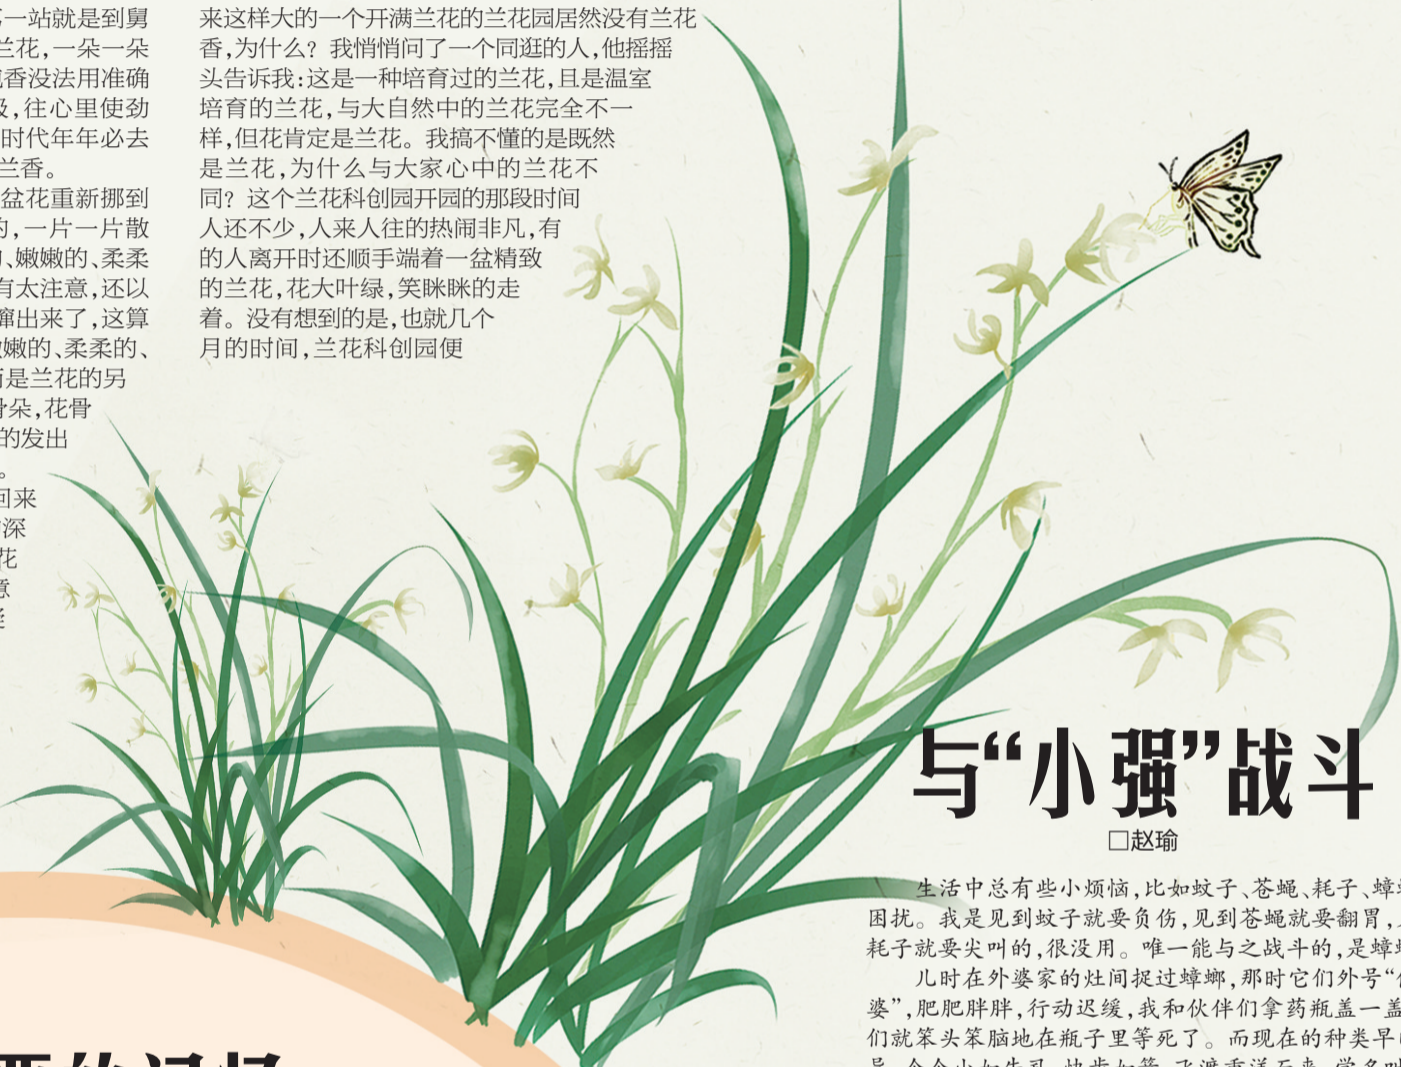 一站就是到舅
兰花,一朵一朵
香没法用准确
,往心里使劲
时代年年必去
兰香。
盆花重新挪到
的,一片一片散
、嫩嫩的、柔柔
有太注意,还以
蹿出来了,这算
嫩的、柔柔的、
是兰花的另
骨朵,花骨
的发出
。
回来
深
花
意
来这样大的一个开满兰花的兰花园居然没有兰花
香,为什么?我悄悄问了一个同逛的人,他摇摇
头告诉我:这是一种培育过的兰花,且是温室
培育的兰花,与大自然中的兰花完全不一
样,但花肯定是兰花。我搞不懂的是既然
是兰花,为什么与大家心中的兰花不
同?这个兰花科创园开园的那段时间
人还不少,人来人往的热闹非凡,有
的人离开时还顺手端着一盆精致
的兰花,花大叶绿,笑眯眯的走
着。没有想到的是,也就几个
月的时间,兰花科创园便
与“小强”战斗
□赵瑜
生活中总有些小烦恼,比如蚊子、苍蝇、耗子、蟑
困扰。我是见到蚊子就要负伤,见到苍蝇就要翻胃,
耗子就要尖叫的,很没用。唯一能与之战斗的,是蟑
儿时在外婆家的灶间捉过蟑螂,那时它们外号“
婆”,肥肥胖胖,行动迟缓,我和伙伴们拿药瓶盖一盖
们就笨头笨脑地在瓶子里等死了。而现在的种类早